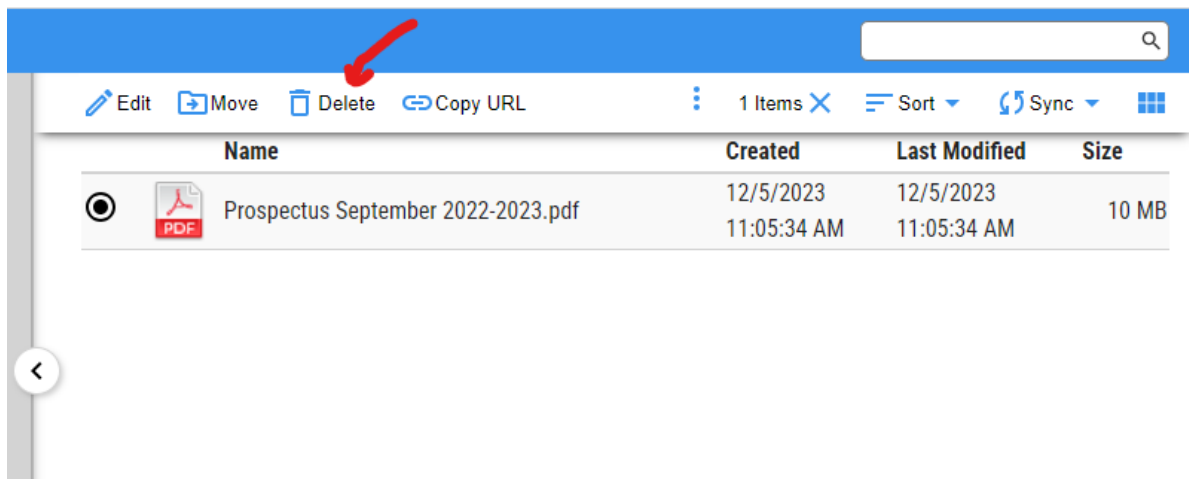 Edit Move Delete Copy URL 1 Items Sort Sync
Name Created Last Modified Size
PDF Prospectus September 2022-2023.pdf 12/5/2023 11:05:34 AM 12/5/2023 11:05:34 AM 10 MB